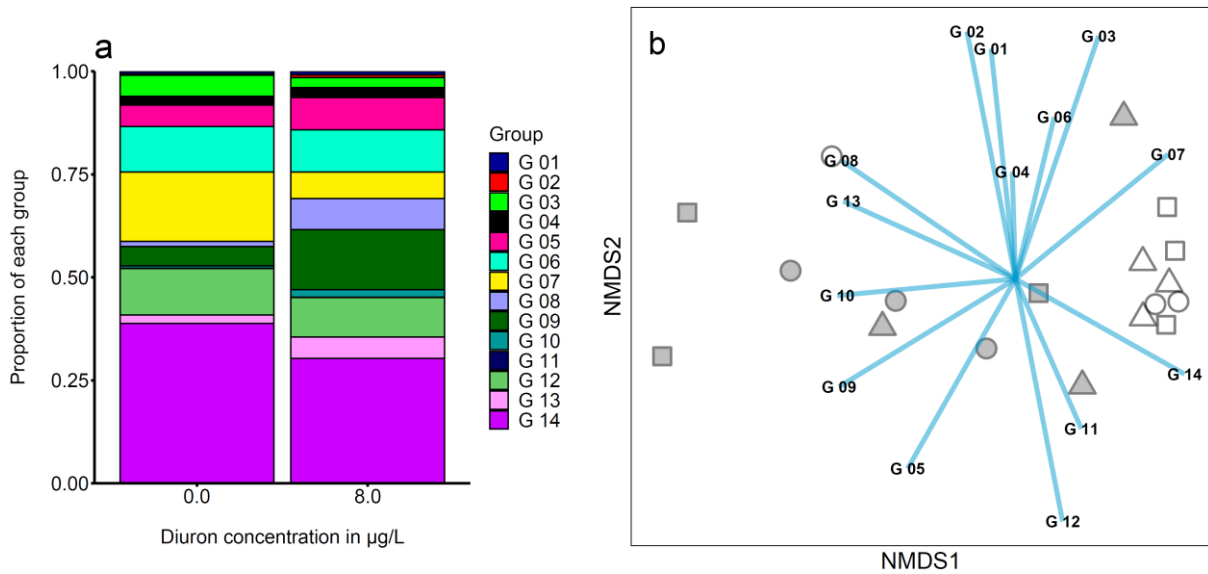 a
Proportion of each group
1.00
0.75
0.50
0.25
0.00
0.0
8.0
Diuron concentration in µg/L
Group
G 01
G 02
G 03
G 04
G 05
G 06
G 07
G 08
G 09
G 10
G 11
G 12
G 13
G 14
b
NMDS2
G 02
G 03
G 01
G 06
G 07
G 08
G 04
G 13
G 10
G 14
G 09
G 11
G 05
G 12
NMDS1